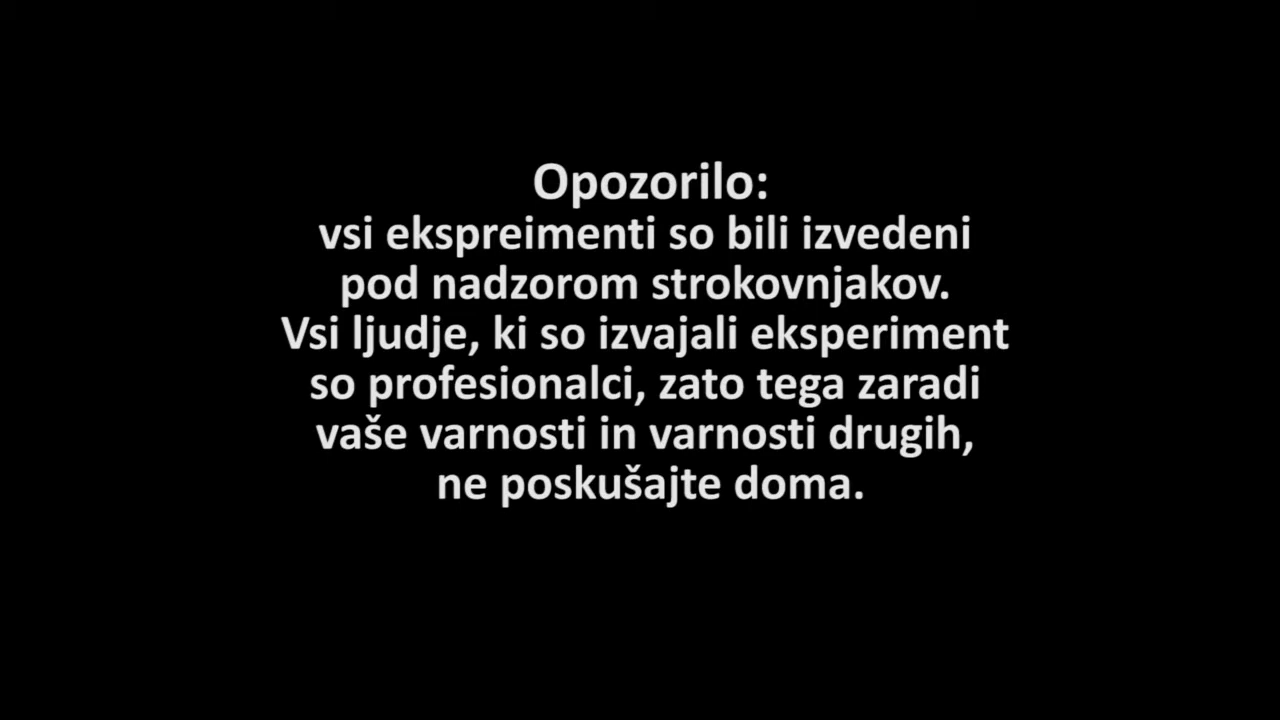 Opozorilo:
vsi ekspreimenti so bili izvedeni
pod nadzorom strokovnjakov.
Vsi ljudje, ki so izvajali eksperiment
so profesionalci, zato tega zaradi
vaše varnosti in varnosti drugih,
ne poskušajte doma.